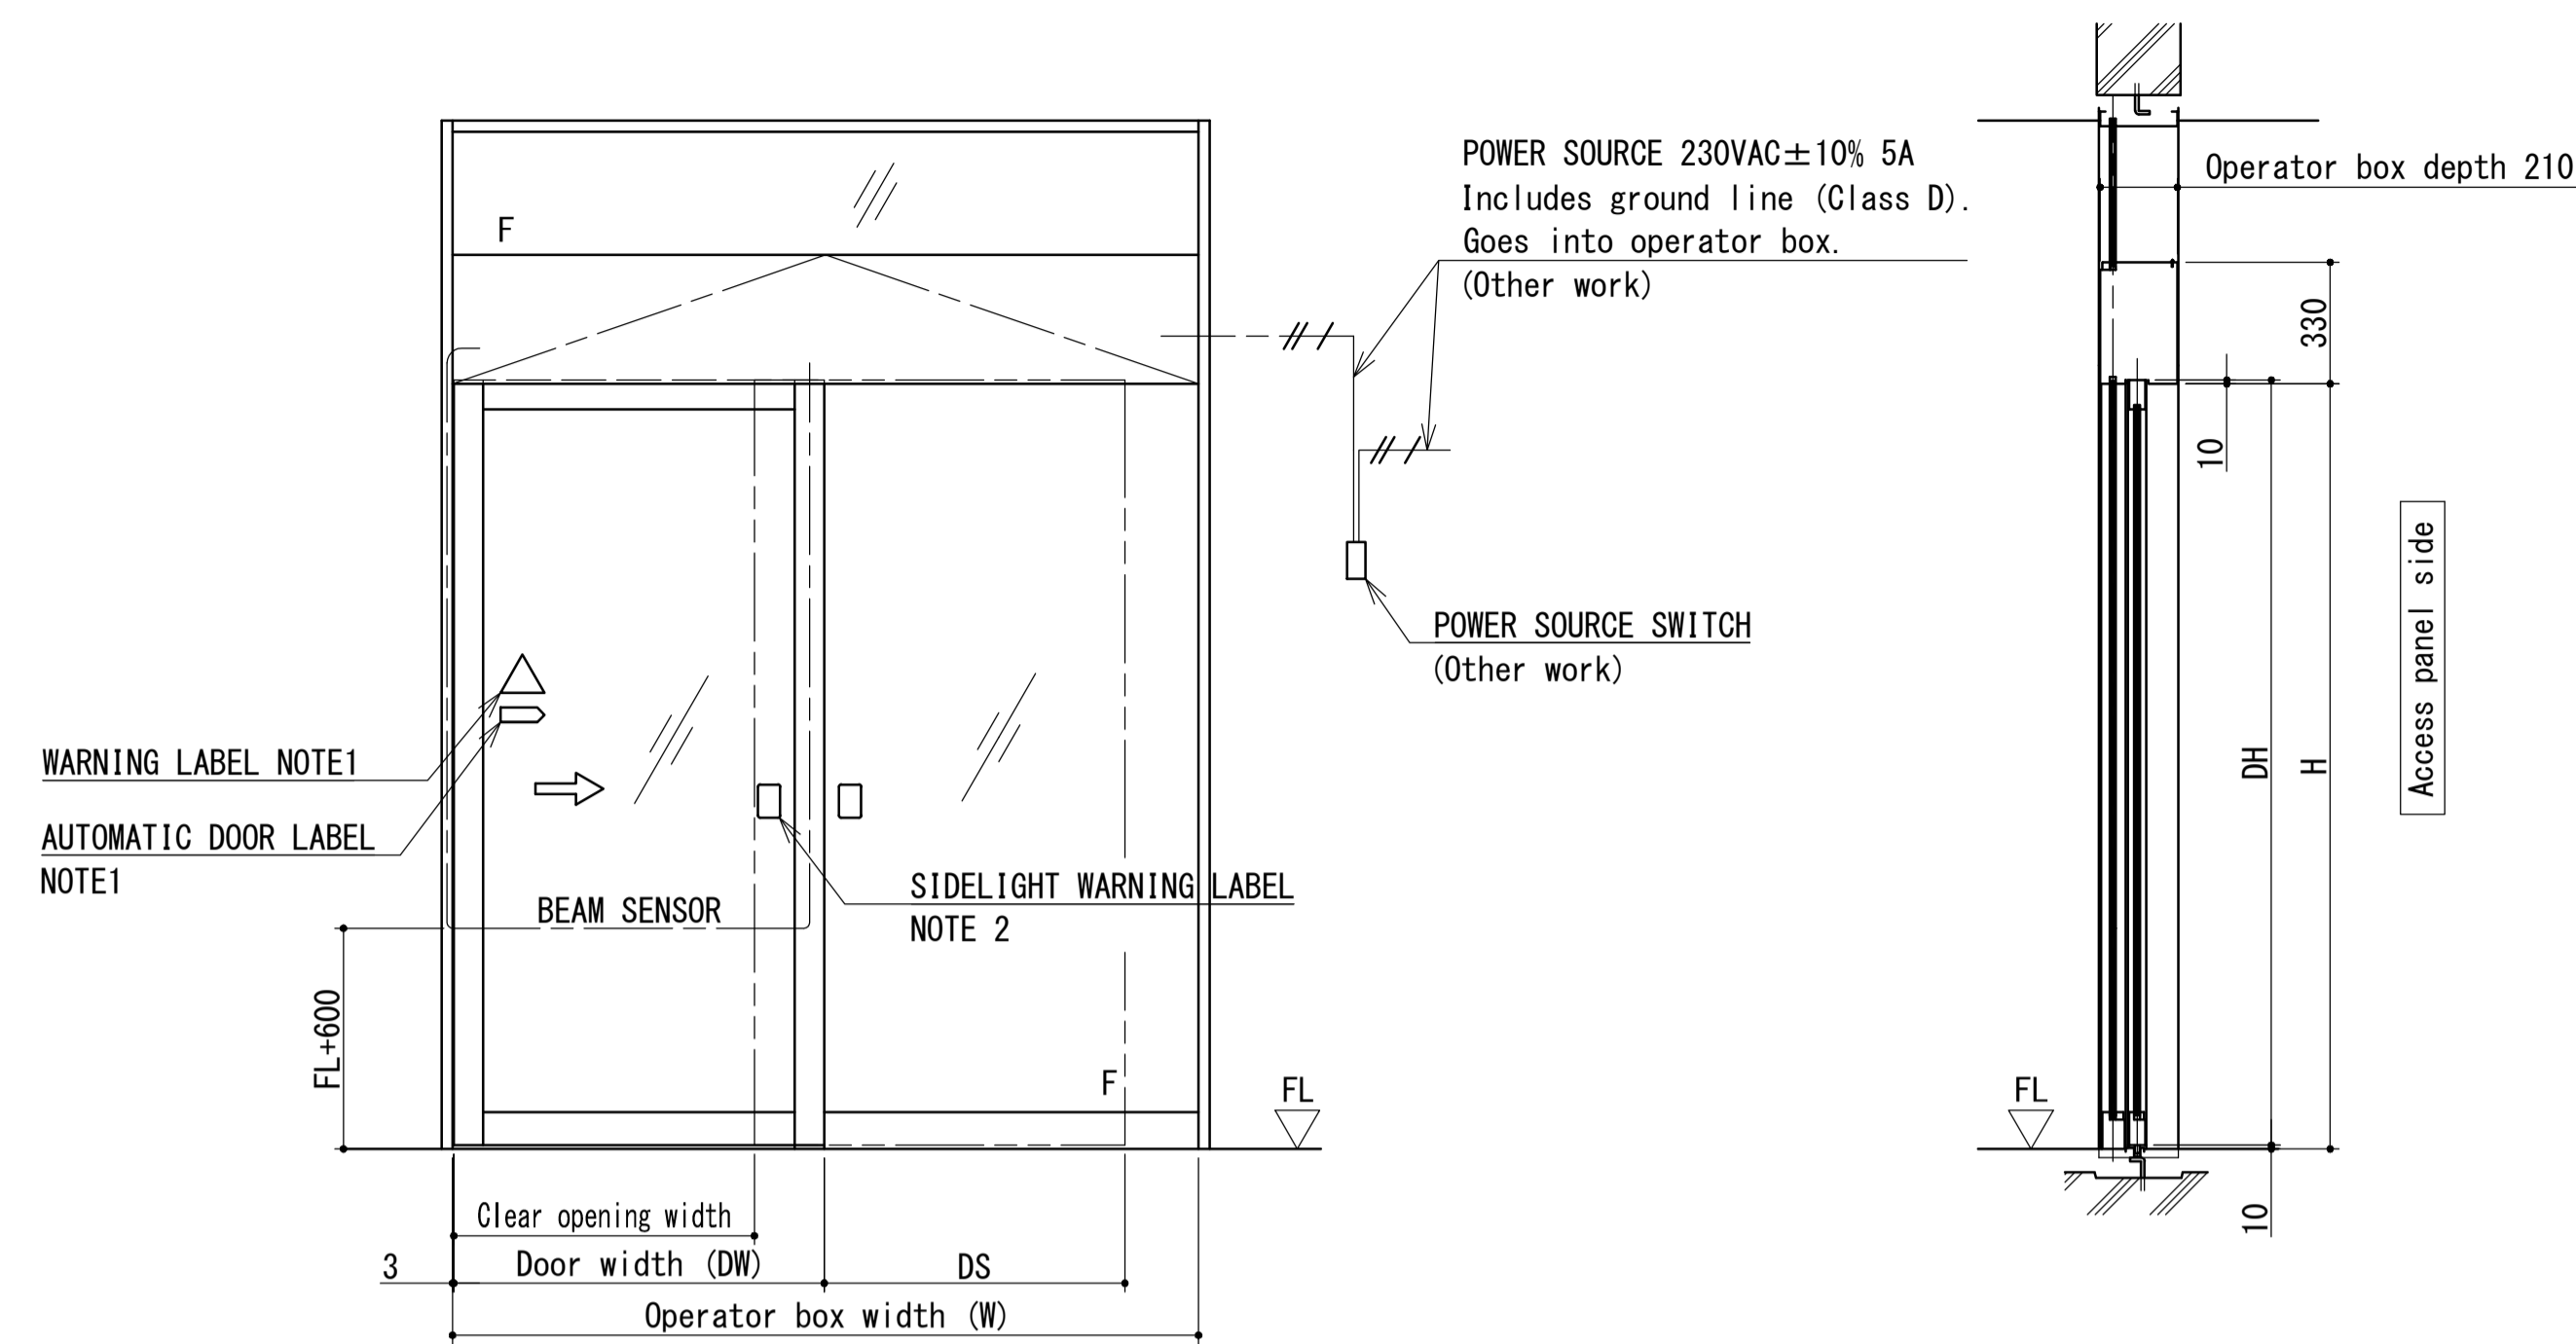 POWER SOURCE 230VAC±10% 5A
Includes ground line (Class D).
Goes into operator box.
(Other work)
Operator box depth 210
F
330
10
POWER SOURCE SWITCH
(Other work)
Access panel side
WARNING LABEL NOTE1
AUTOMATIC DOOR LABEL
NOTE1
DH
H
BEAM SENSOR
SIDELIGHT WARNING LABEL
NOTE 2
FL+600
F
FL
FL
10
Clear opening width
3
Door width (DW)
DS
Operator box width (W)